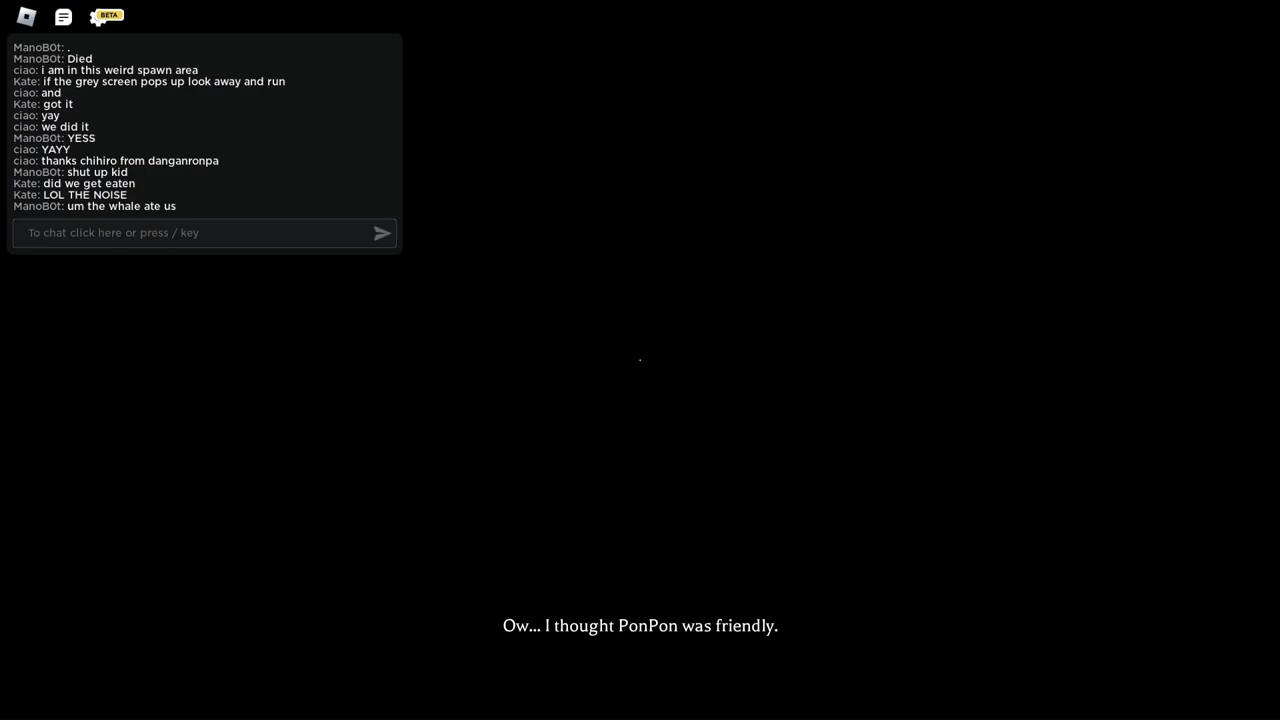 BETA
ManoB0t: .
ManoB0t: Died
ciao: i am in this weird spawn area
Kate: if the grey screen pops up look away and run
ciao: and
Kate: got it
ciao: yay
ciao: we did it
ManoB0t: YESS
ciao: YAYY
ciao: thanks chihiro from danganronpa
ManoB0t: shut up kid
Kate: did we get eaten
Kate: LOL THE NOISE
ManoB0t: um the whale ate us
To chat click here or press / key
Ow... I thought PonPon was friendly.